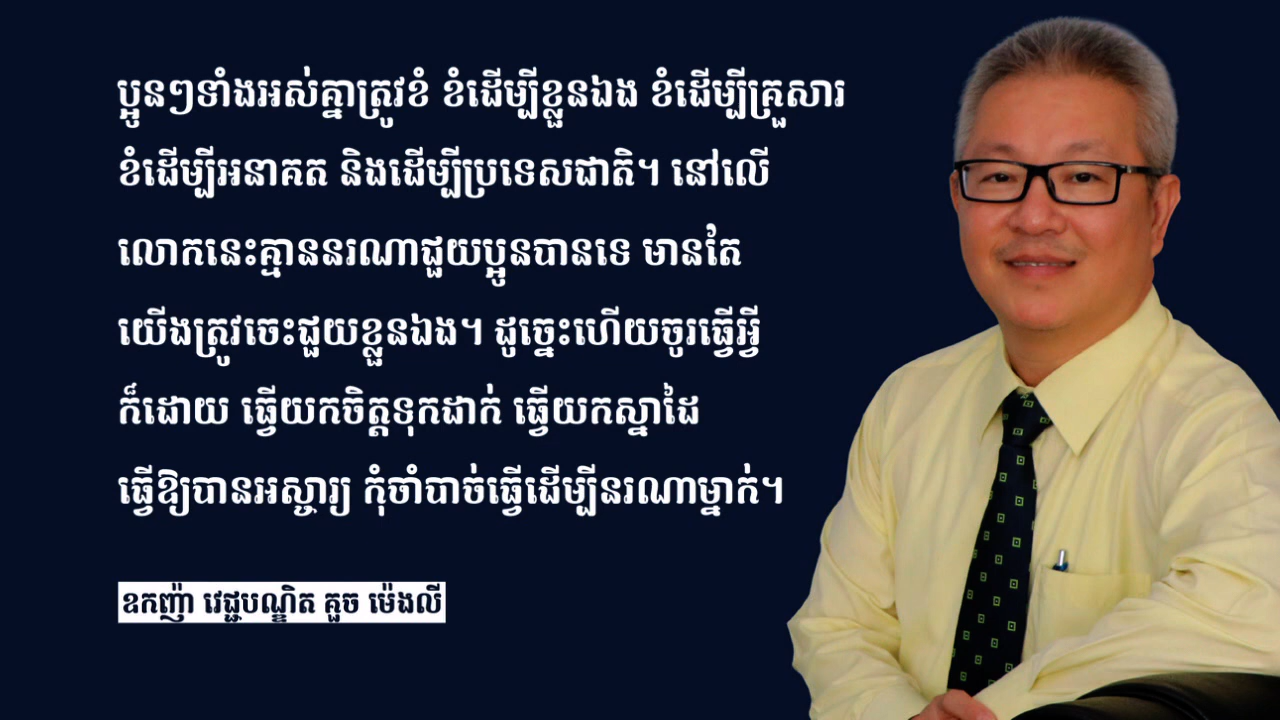 ប្អូនៗទាំងអស់គ្នាត្រូវខំ ខំដើម្បីខ្លួនឯង ខំដើម្បីគ្រួសារ
ខំដើម្បីអនាគត និងដើម្បីប្រទេសជាតិ។ នៅលើ
លោកនេះគ្មាននរណាជួយប្អូនបានទេ មានតែ
យើងត្រូវចេះជួយខ្លួនឯង។ ដូច្នេះហើយចូរធ្វើអ្វី
ក៏ដោយ ធ្វើយកចិត្តទុកដាក់ ធ្វើយកស្នាដៃ
ធ្វើឱ្យបានអស្ចារ្យ កុំចាំបាច់ធ្វើដើម្បីនរណាម្នាក់។
ឧកញ៉ា វេជ្ជបណ្ឌិត គួច ម៉េងលី